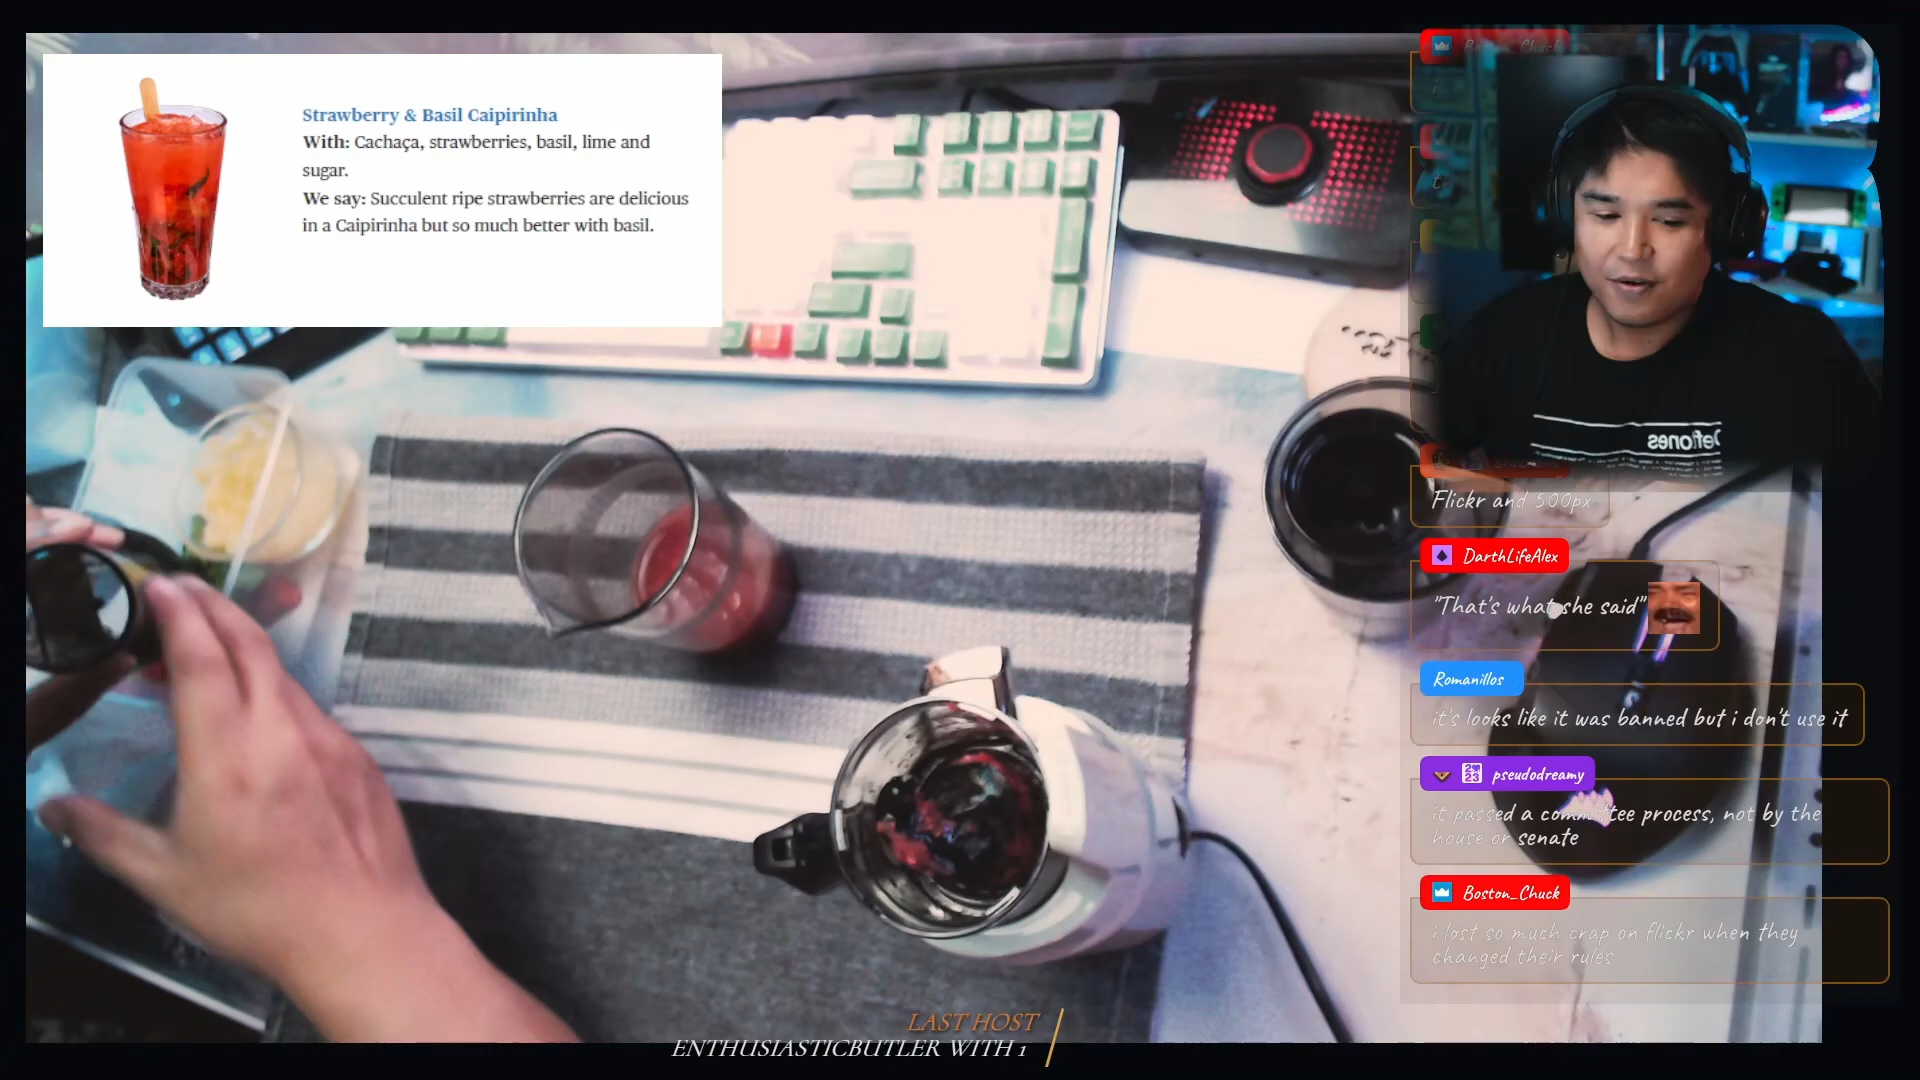 Strawberry & Basil Caipirinha
With: Cachaça, strawberries, basil, lime and
sugar.
We say: Succulent ripe strawberries are delicious
in a Caipirinha but so much better with basil.
Boston_Chuck
Deftones
Flickr and 500px
DarthLifeAlex
"That's what she said"
Romanillos
it's looks like it was banned but i don't use it
2023 pseudodreamy
it passed a committee process, not by the
house or senate
Boston_Chuck
i lost so much crap on flickr when they
changed their rules
LAST HOST
ENTHUSIASTICBUTLER WITH 1